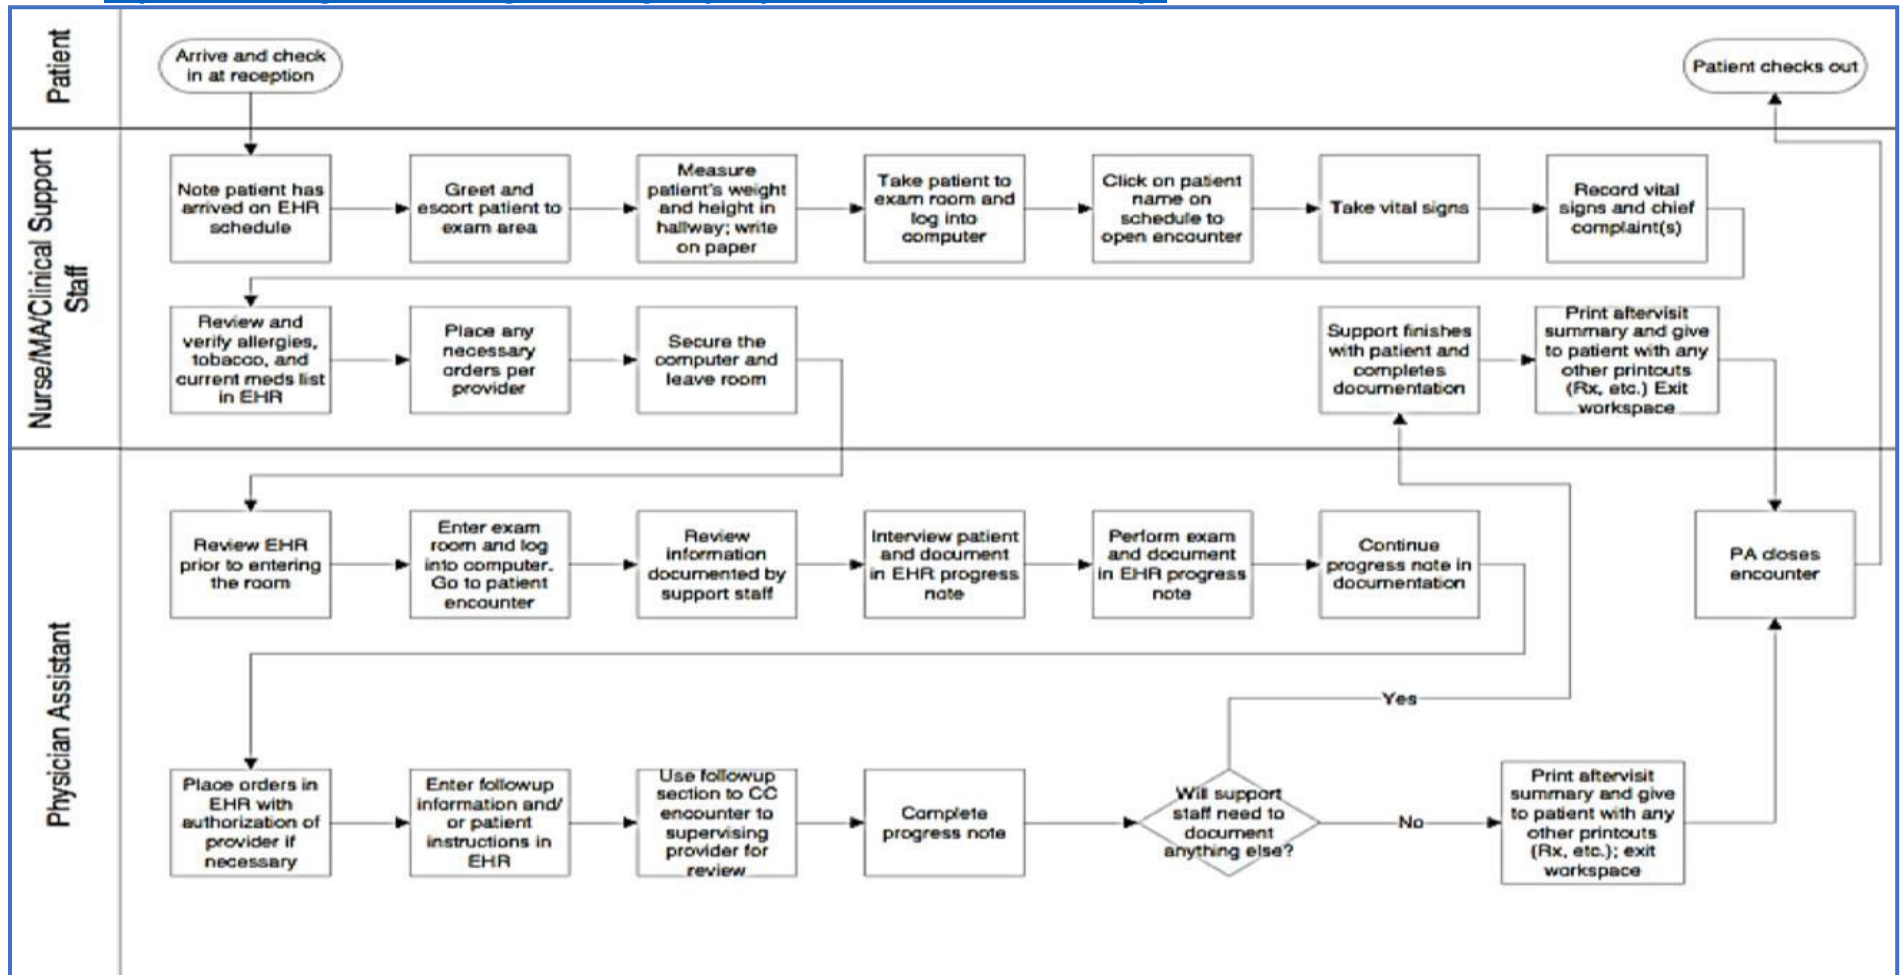 Patient
Arrive and check
in at reception
Patient checks out
Nurse/MA/Clinical Support
Staff
Note patient has
arrived on EHR
schedule
Greet and
escort patient to
exam area
Measure
patient's weight
and height in
hallway; write
on paper
Take patient to
exam room and
log into
computer
Click on patient
name on
schedule to
open encounter
Take vital signs
Record vital
signs and chief
complaint(s)
Review and
verify allergies,
tobacco, and
current meds list
in EHR
Place any
necessary
orders per
provider
Secure the
computer and
leave room
Support finishes
with patient and
completes
documentation
Print aftervisit
summary and give
to patient with any
other printouts
(Rx, etc.) Exit
workspace
Physician Assistant
Review EHR
prior to entering
the room
Enter exam
room and log
into computer.
Go to patient
encounter
Review
information
documented by
support staff
Interview patient
and document
in EHR progress
note
Perform exam
and document
in EHR progress
note
Continue
progress note in
documentation
PA closes
encounter
Place orders in
EHR with
authorization of
provider if
necessary
Enter followup
information and/
or patient
instructions in
EHR
Use followup
section to CC
encounter to
supervising
provider for
review
Complete
progress note
Will support
staff need to
document
anything else?
Yes
No
Print aftervisit
summary and give
to patient with any
other printouts
(Rx, etc.); exit
workspace